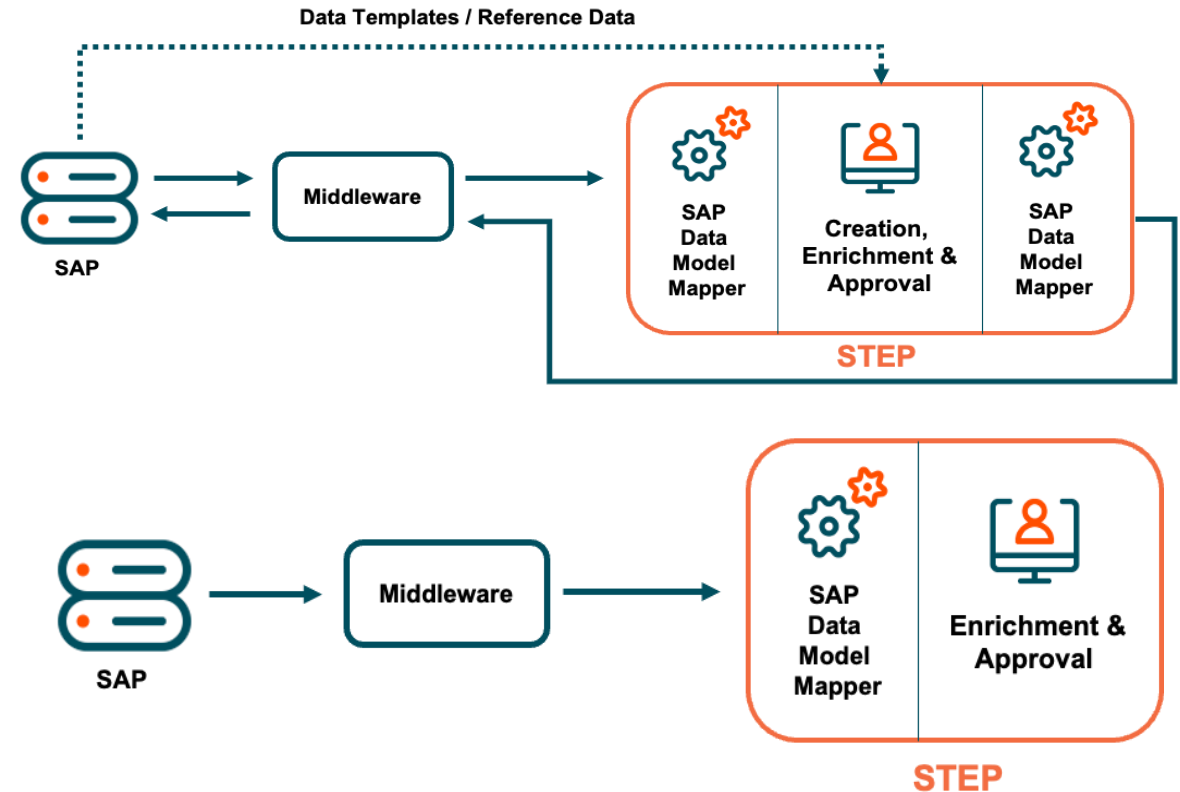 Data Templates / Reference Data
SAP
Middleware
SAP
Data
Model
Mapper
Creation,
Enrichment &
Approval
SAP
Data
Model
Mapper
STEP
SAP
Middleware
SAP
Data
Model
Mapper
Enrichment &
Approval
STEP